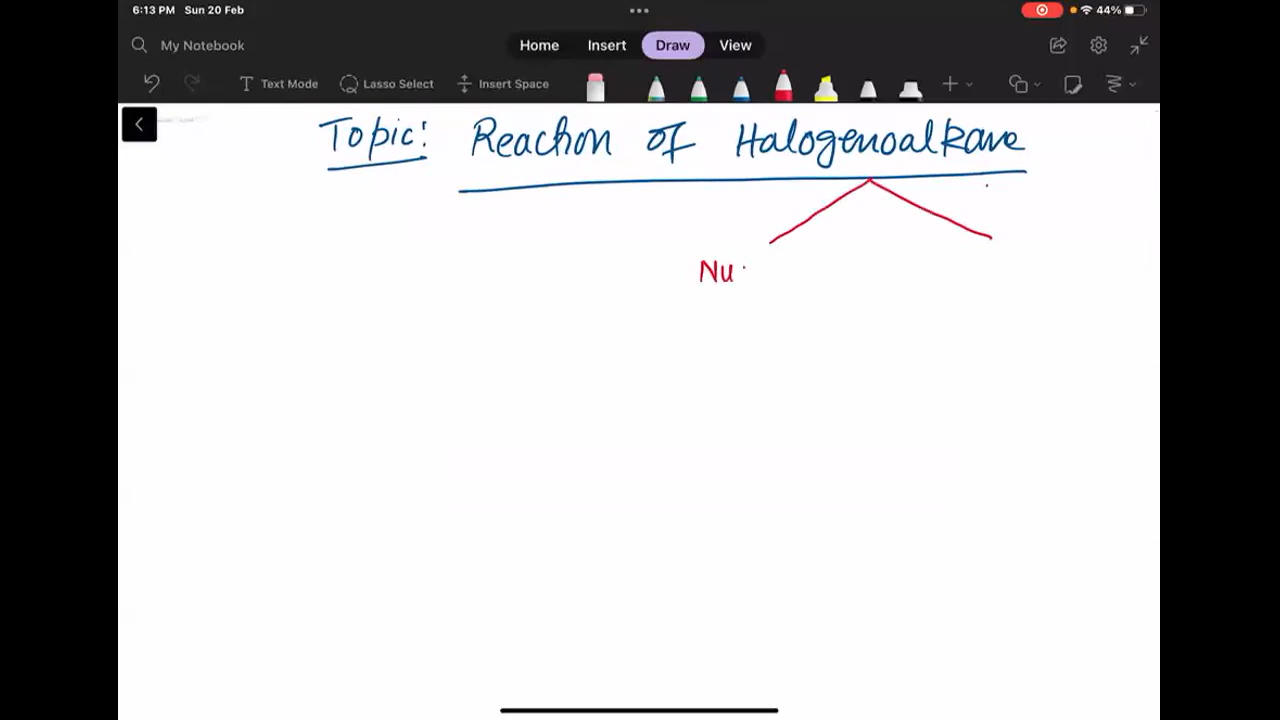 6:13 PM Sun 20 Feb
44%
My Notebook
Home Insert Draw View
Text Mode Lasso Select Insert Space
Topic: Reaction of Halogenoalkane
Nu